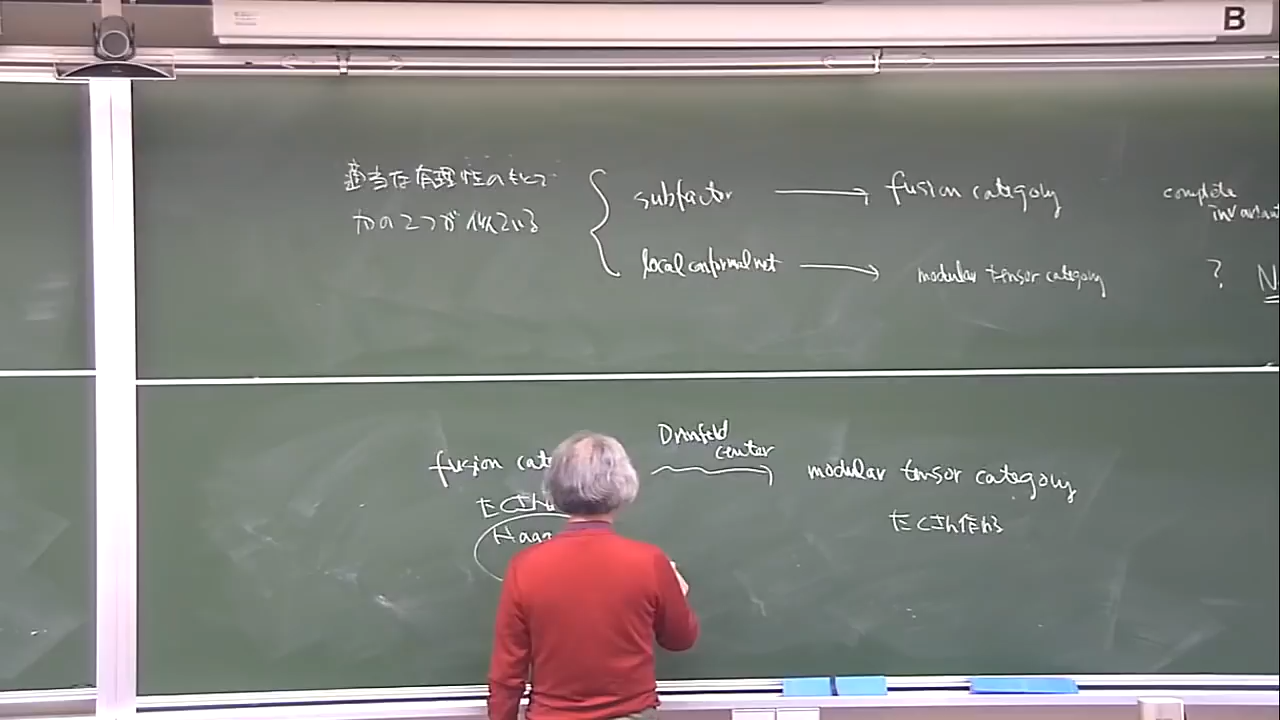 B
適当な有理性のもとで
次の2つが似ている
subfactor → fusion category complete invariant
local conformal net → modular tensor category ? N
Drinfeld center
fusion cat modular tensor category
たくさん たくさん作れる
Haag